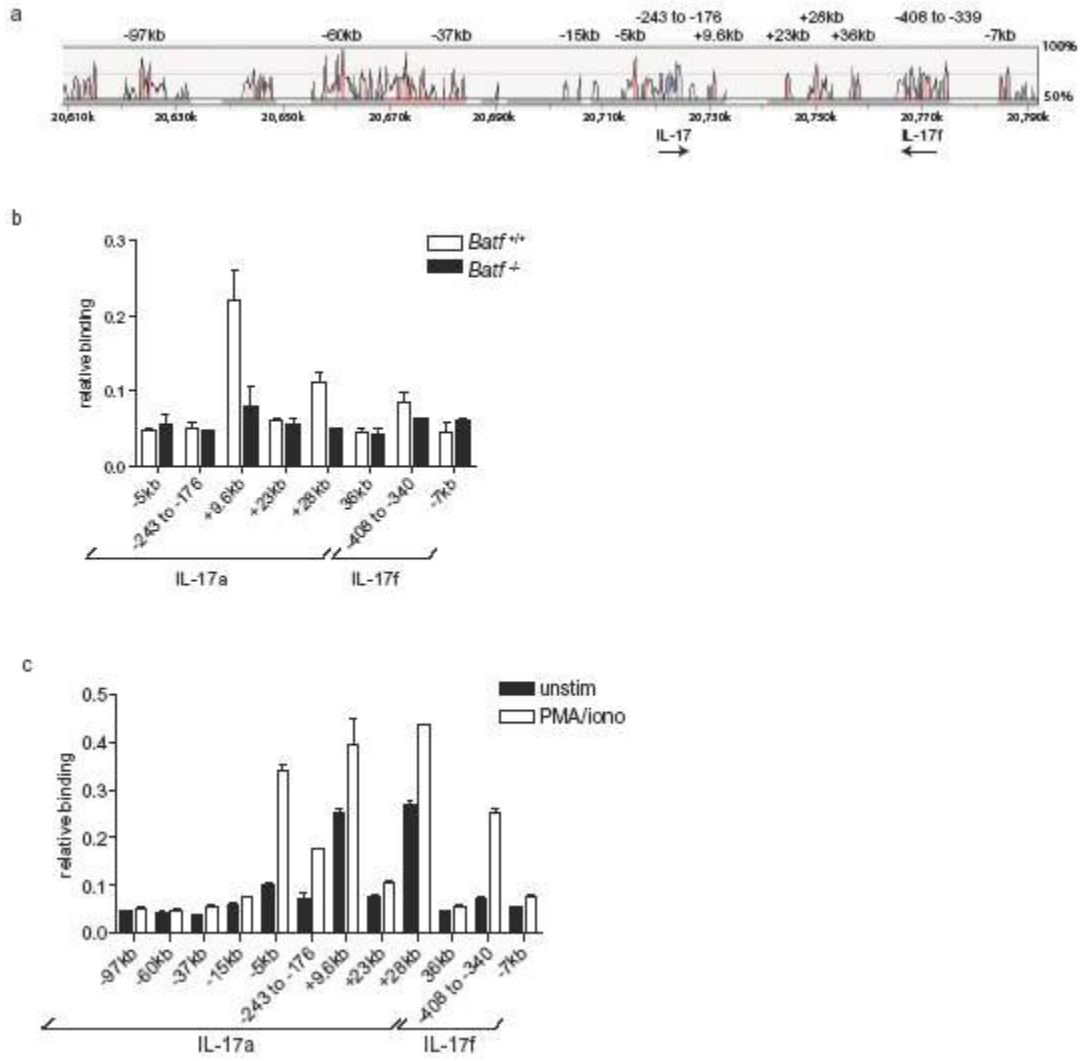 a
-243 to -176 +28kb -408 to -339
-97kb -60kb -37kb -15kb -5kb +9.6kb +23kb +36kb -7kb
100%
50%
20,610k 20,630k 20,650k 20,670k 20,690k 20,710k 20,730k 20,750k 20,770k 20,790k
IL-17 IL-17f
b
Batf +/+
Batf -/-
relative binding
0.3
0.2
0.1
0.0
-5kb -243 to -176 +9.6kb +23kb +28kb 36kb -408 to -340 -7kb
IL-17a IL-17f
c
unstim
PMA/iono
relative binding
0.5
0.4
0.3
0.2
0.1
0.0
-97kb -60kb -37kb -15kb -5kb -243 to -176 +9.6kb +23kb +28kb 36kb -408 to -340 -7kb
IL-17a IL-17f